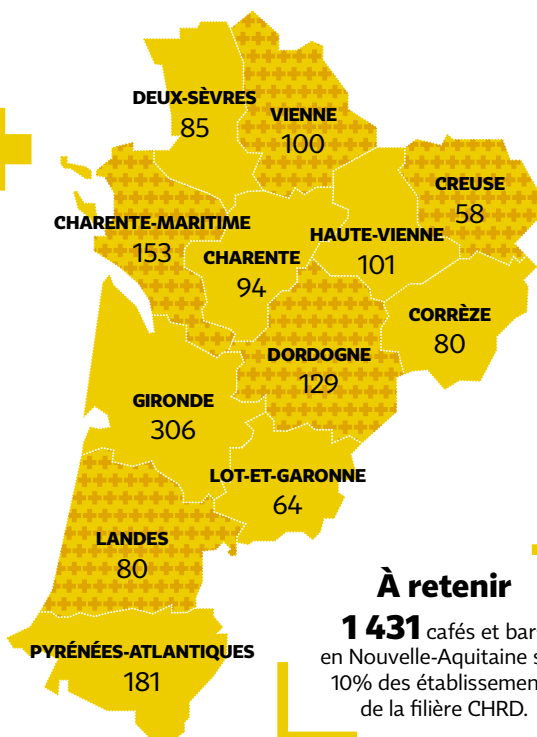 DEUX-SÈVRES
85
VIENNE
100
CREUSE
58
CHARENTE-MARITIME
153
HAUTE-VIENNE
101
CHARENTE
94
CORRÈZE
80
DORDOGNE
129
GIRONDE
306
LOT-ET-GARONNE
64
LANDES
80
PYRÉNÉES-ATLANTIQUES
181
À retenir
1 431 cafés et bar
en Nouvelle-Aquitaine
10% des établissemen
de la filière CHRD.